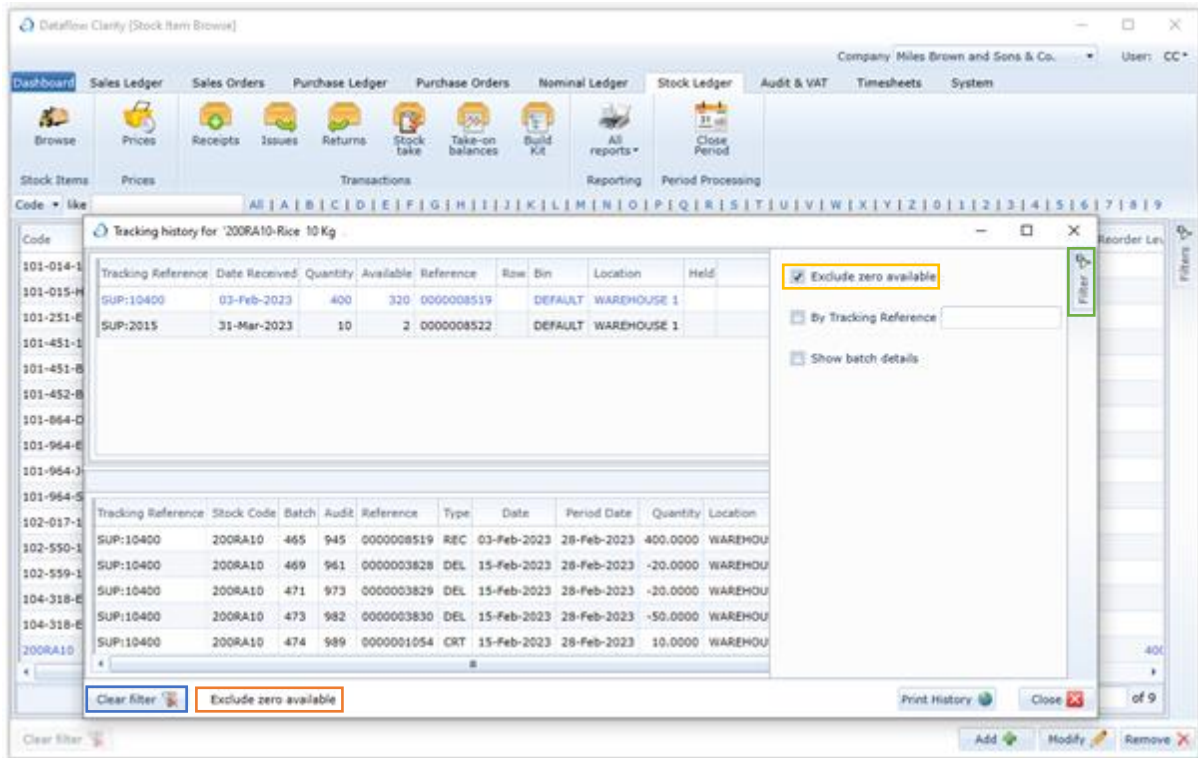 Dataflow Clarity [Stock Item Browse]
Company Miles Brown and Sons & Co. User: CC
Dashboard Sales Ledger Sales Orders Purchase Ledger Purchase Orders Nominal Ledger Stock Ledger Audit & VAT Timesheets System
Browse Prices Receipts Issues Returns Stock take Take-on balances Build Kit All reports Close Period
Stock Items Prices Transactions Reporting Period Processing
Code like All | A | B | C | D | E | F | G | H | I | J | K | L | M | N | O | P | Q | R | S | T | U | V | W | X | Y | Z | 0 | 1 | 2 | 3 | 4 | 5 | 6 | 7 | 8 | 9
Tracking history for '200RA10-Rice 10 Kg
Code Reorder Lev Filters
Tracking Reference Date Received Quantity Available Reference Row Bin Location Held
SUP:10400 03-Feb-2023 400 320 0000008519 DEFAULT WAREHOUSE 1
SUP:2015 31-Mar-2023 10 2 0000008522 DEFAULT WAREHOUSE 1
Exclude zero available
By Tracking Reference
Show batch details
Filter
101-014-1
101-015-H
101-251-E
101-451-1
101-451-B
101-452-B
101-864-D
101-964-E
101-964-J
101-964-S
102-017-1
102-550-1
102-559-1
104-318-E
104-318-E
200RA10 400
Tracking Reference Stock Code Batch Audit Reference Type Date Period Date Quantity Location
SUP:10400 200RA10 465 945 0000008519 REC 03-Feb-2023 28-Feb-2023 400.0000 WAREHOU
SUP:10400 200RA10 469 961 0000003828 DEL 15-Feb-2023 28-Feb-2023 -20.0000 WAREHOU
SUP:10400 200RA10 471 973 0000003829 DEL 15-Feb-2023 28-Feb-2023 -20.0000 WAREHOU
SUP:10400 200RA10 473 982 0000003830 DEL 15-Feb-2023 28-Feb-2023 -50.0000 WAREHOU
SUP:10400 200RA10 474 989 0000001054 CRT 15-Feb-2023 28-Feb-2023 10.0000 WAREHOU
Clear filter Exclude zero available Print History Close of 9
Clear filter Add Modify Remove